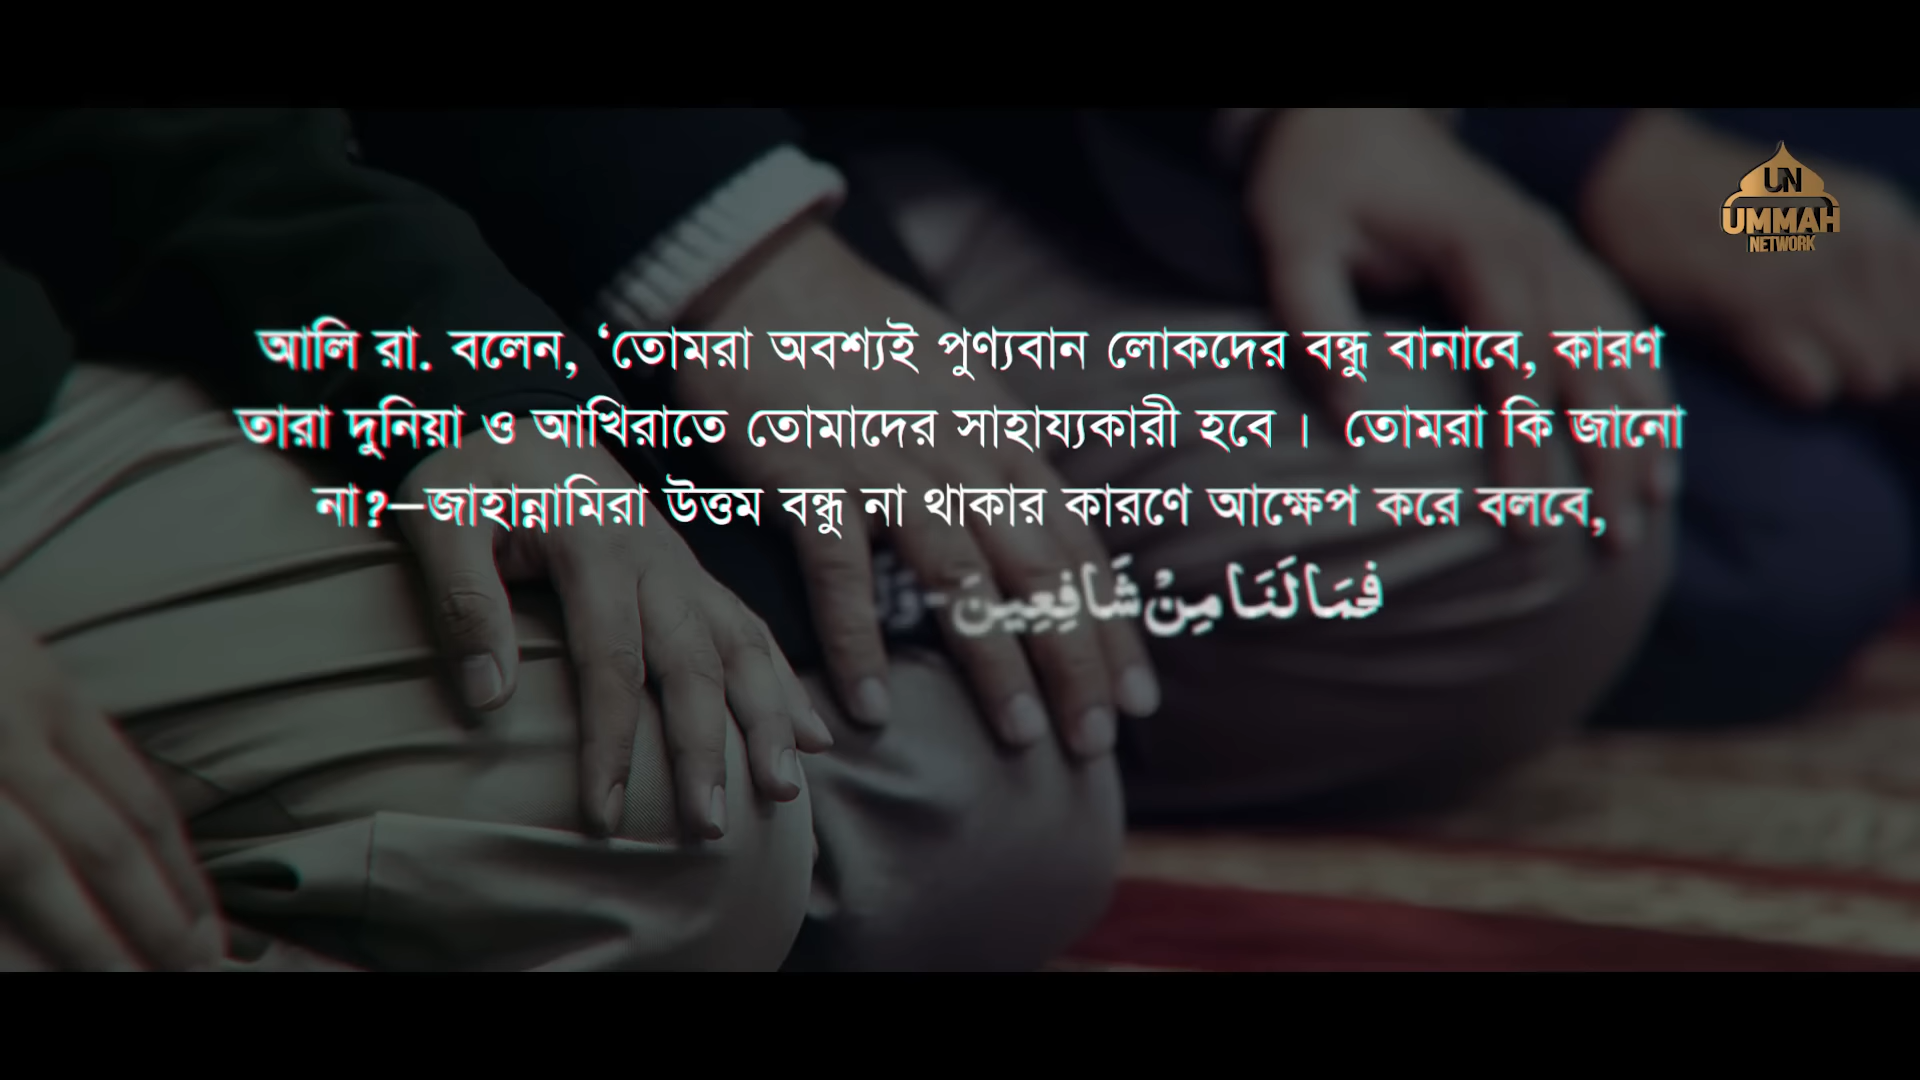 UN
UMMAH
NETWORK
আলি রা. বলেন, ‘তোমরা অবশ্যই পুণ্যবান লোকদের বন্ধু বানাবে, কারণ
তারা দুনিয়া ও আখিরাতে তোমাদের সাহায্যকারী হবে । তোমরা কি জানো
না?—জাহান্নামিরা উত্তম বন্ধু না থাকার কারণে আক্ষেপ করে বলবে,
فَمَا لَنَا مِنْ شَافِعِينَ -